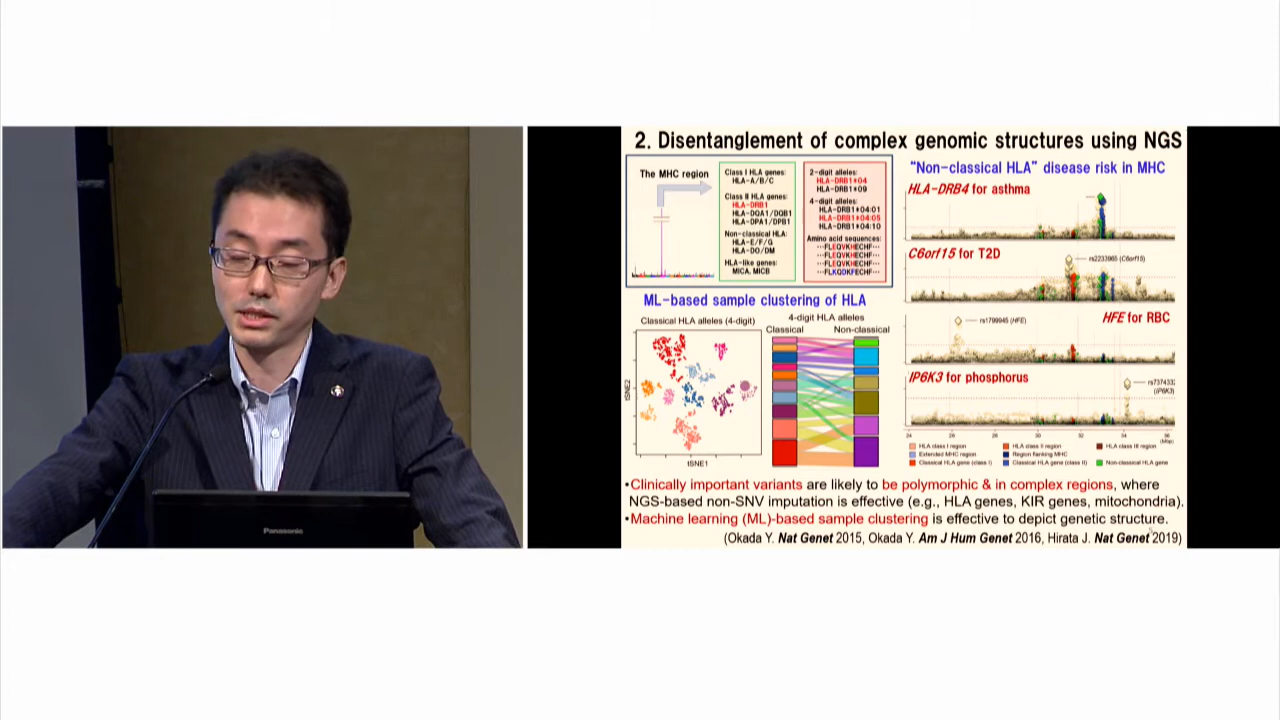 2. Disentanglement of complex genomic structures using NGS
The MHC region
Class I HLA genes:
HLA-A/B/C
Class II HLA genes:
HLA-DRB1
HLA-DQA1/DQB1
HLA-DPA1/DPB1
Non-classical HLA:
HLA-E/F/G
HLA-DO/DM
HLA-like genes:
MICA, MICB
2-digit alleles:
HLA-DRB1*04
HLA-DRB1*09
4-digit alleles:
HLA-DRB1*04:01
HLA-DRB1*04:05
HLA-DRB1*04:10
Amino acid sequences:
···FLEQVKHECHF···
···FLEQVKHECHF···
···FLEQVKHECHF···
···FLKQDKFECHF···
ML-based sample clustering of HLA
Classical HLA alleles (4-digit)
tSNE2
tSNE1
4-digit HLA alleles
Classical
Non-classical
"Non-classical HLA" disease risk in MHC
HLA-DRB4 for asthma
C6orf15 for T2D
rs2233965 (C6orf15)
HFE for RBC
rs1799945 (HFE)
IP6K3 for phosphorus
rs737433
(IP6K3)
24 26 28 30 32 34 36
(Mbp)
HLA class I region
HLA class II region
HLA class III region
Extended MHC region
Region flanking MHC
Classical HLA gene (class I)
Classical HLA gene (class II)
Non-classical HLA gene
•Clinically important variants are likely to be polymorphic & in complex regions, where
NGS-based non-SNV imputation is effective (e.g., HLA genes, KIR genes, mitochondria).
•Machine learning (ML)-based sample clustering is effective to depict genetic structure.
(Okada Y. Nat Genet 2015, Okada Y. Am J Hum Genet 2016, Hirata J. Nat Genet 2019)
Panasonic